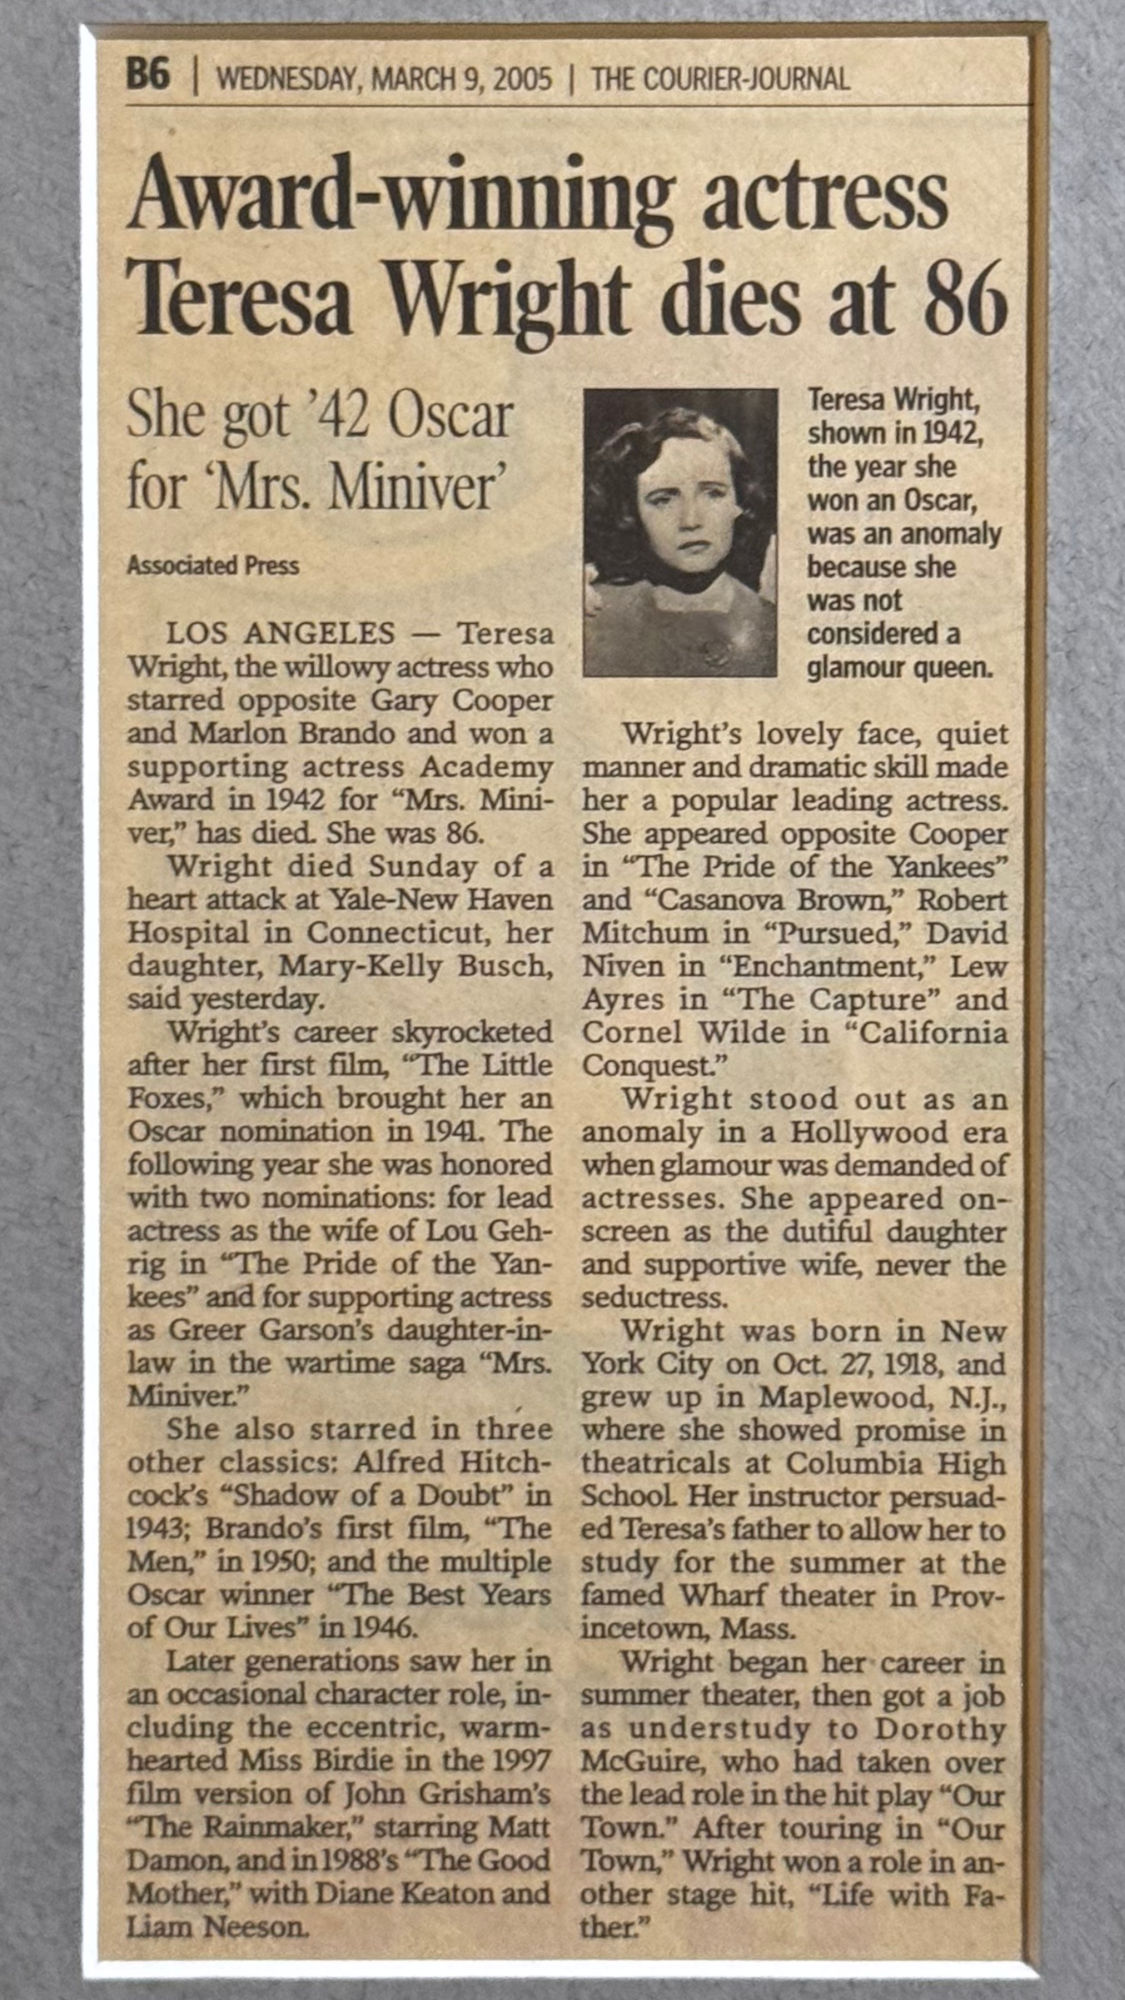 B6 | WEDNESDAY, MARCH 9, 2005 | THE COURIER-JOURNAL
Award-winning actress
Teresa Wright dies at 86
She got ’42 Oscar
for ‘Mrs. Miniver’
Associated Press
LOS ANGELES — Teresa
Wright, the willowy actress who
starred opposite Gary Cooper
and Marlon Brando and won a
supporting actress Academy
Award in 1942 for “Mrs. Mini-
ver,” has died. She was 86.
Wright died Sunday of a
heart attack at Yale-New Haven
Hospital in Connecticut, her
daughter, Mary-Kelly Busch,
said yesterday.
Wright’s career skyrocketed
after her first film, “The Little
Foxes,” which brought her an
Oscar nomination in 1941. The
following year she was honored
with two nominations: for lead
actress as the wife of Lou Geh-
rig in “The Pride of the Yan-
kees” and for supporting actress
as Greer Garson’s daughter-in-
law in the wartime saga “Mrs.
Miniver.”
She also starred in three
other classics: Alfred Hitch-
cock’s “Shadow of a Doubt” in
1943; Brando’s first film, “The
Men,” in 1950; and the multiple
Oscar winner “The Best Years
of Our Lives” in 1946.
Later generations saw her in
an occasional character role, in-
cluding the eccentric, warm-
hearted Miss Birdie in the 1997
film version of John Grisham’s
“The Rainmaker,” starring Matt
Damon, and in 1988’s “The Good
Mother,” with Diane Keaton and
Liam Neeson.
Teresa Wright,
shown in 1942,
the year she
won an Oscar,
was an anomaly
because she
was not
considered a
glamour queen.
Wright’s lovely face, quiet
manner and dramatic skill made
her a popular leading actress.
She appeared opposite Cooper
in “The Pride of the Yankees”
and “Casanova Brown,” Robert
Mitchum in “Pursued,” David
Niven in “Enchantment,” Lew
Ayres in “The Capture” and
Cornel Wilde in “California
Conquest.”
Wright stood out as an
anomaly in a Hollywood era
when glamour was demanded of
actresses. She appeared on-
screen as the dutiful daughter
and supportive wife, never the
seductress.
Wright was born in New
York City on Oct. 27, 1918, and
grew up in Maplewood, N.J.,
where she showed promise in
theatricals at Columbia High
School. Her instructor persuad-
ed Teresa’s father to allow her to
study for the summer at the
famed Wharf theater in Prov-
incetown, Mass.
Wright began her career in
summer theater, then got a job
as understudy to Dorothy
McGuire, who had taken over
the lead role in the hit play “Our
Town.” After touring in “Our
Town,” Wright won a role in an-
other stage hit, “Life with Fa-
ther.”